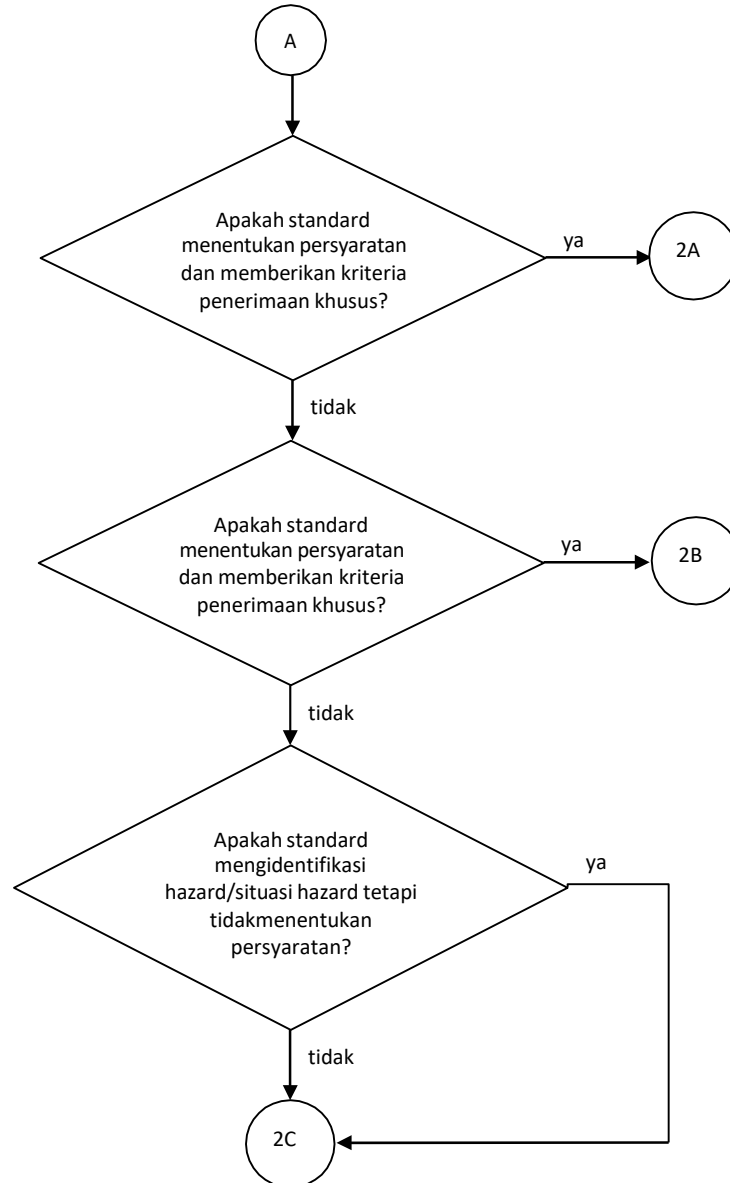 A
Apakah standard
menentukan persyaratan
dan memberikan kriteria
penerimaan khusus?
ya
2A
tidak
Apakah standard
menentukan persyaratan
dan memberikan kriteria
penerimaan khusus?
ya
2B
tidak
Apakah standard
mengidentifikasi
hazard/situasi hazard tetapi
tidakmenentukan
persyaratan?
ya
tidak
2C